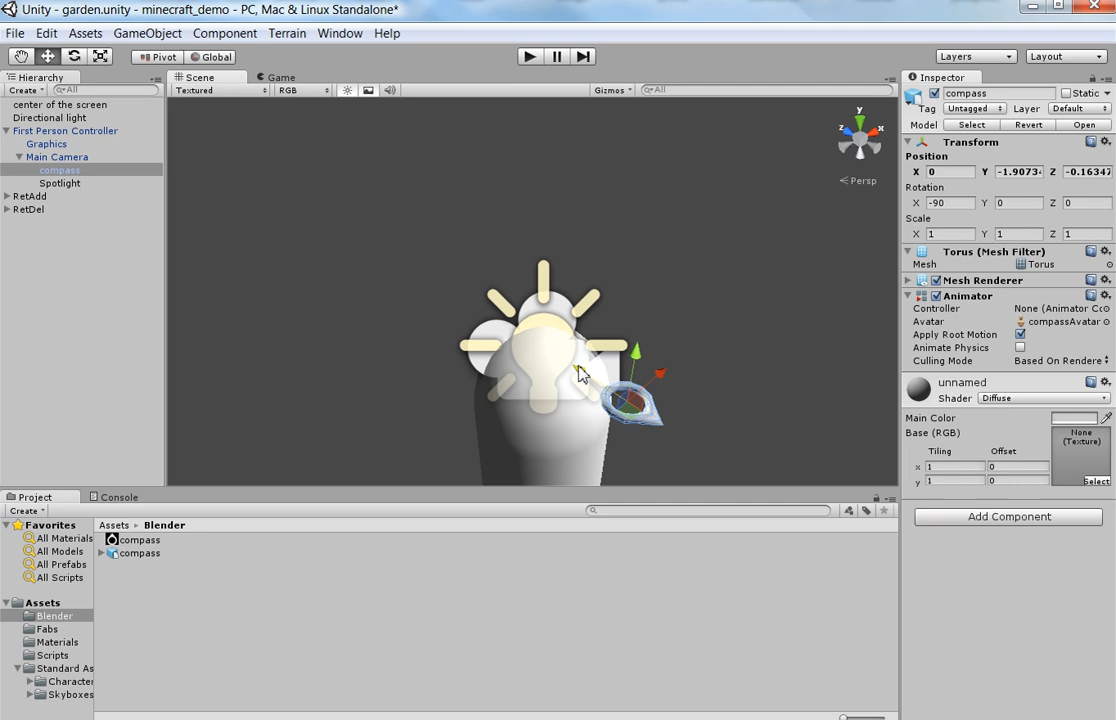 Unity - garden.unity - minecraft_demo - PC, Mac & Linux Standalone*
File Edit Assets GameObject Component Terrain Window Help
Pivot Global Layers Layout
Hierarchy
Create All
center of the screen
Directional light
First Person Controller
Graphics
Main Camera
compass
Spotlight
RetAdd
RetDel
Scene Game
Textured RGB Gizmos All
y
z x
Persp
Inspector
compass Static
Tag Untagged Layer Default
Model Select Revert Open
Transform
Position
X 0 Y -1.9073 Z -0.16347
Rotation
X -90 Y 0 Z 0
Scale
X 1 Y 1 Z 1
Torus (Mesh Filter)
Mesh Torus
Mesh Renderer
Animator
Controller None (Animator Co
Avatar compassAvatar
Apply Root Motion
Animate Physics
Culling Mode Based On Rendere
unnamed
Shader Diffuse
Main Color
Base (RGB) None
(Texture)
Tiling Offset
x 1 0
y 1 0 Select
Add Component
Project Console
Create
Favorites
All Materials
All Models
All Prefabs
All Scripts
Assets
Blender
Fabs
Materials
Scripts
Standard As
Character
Skyboxes
Assets Blender
compass
compass